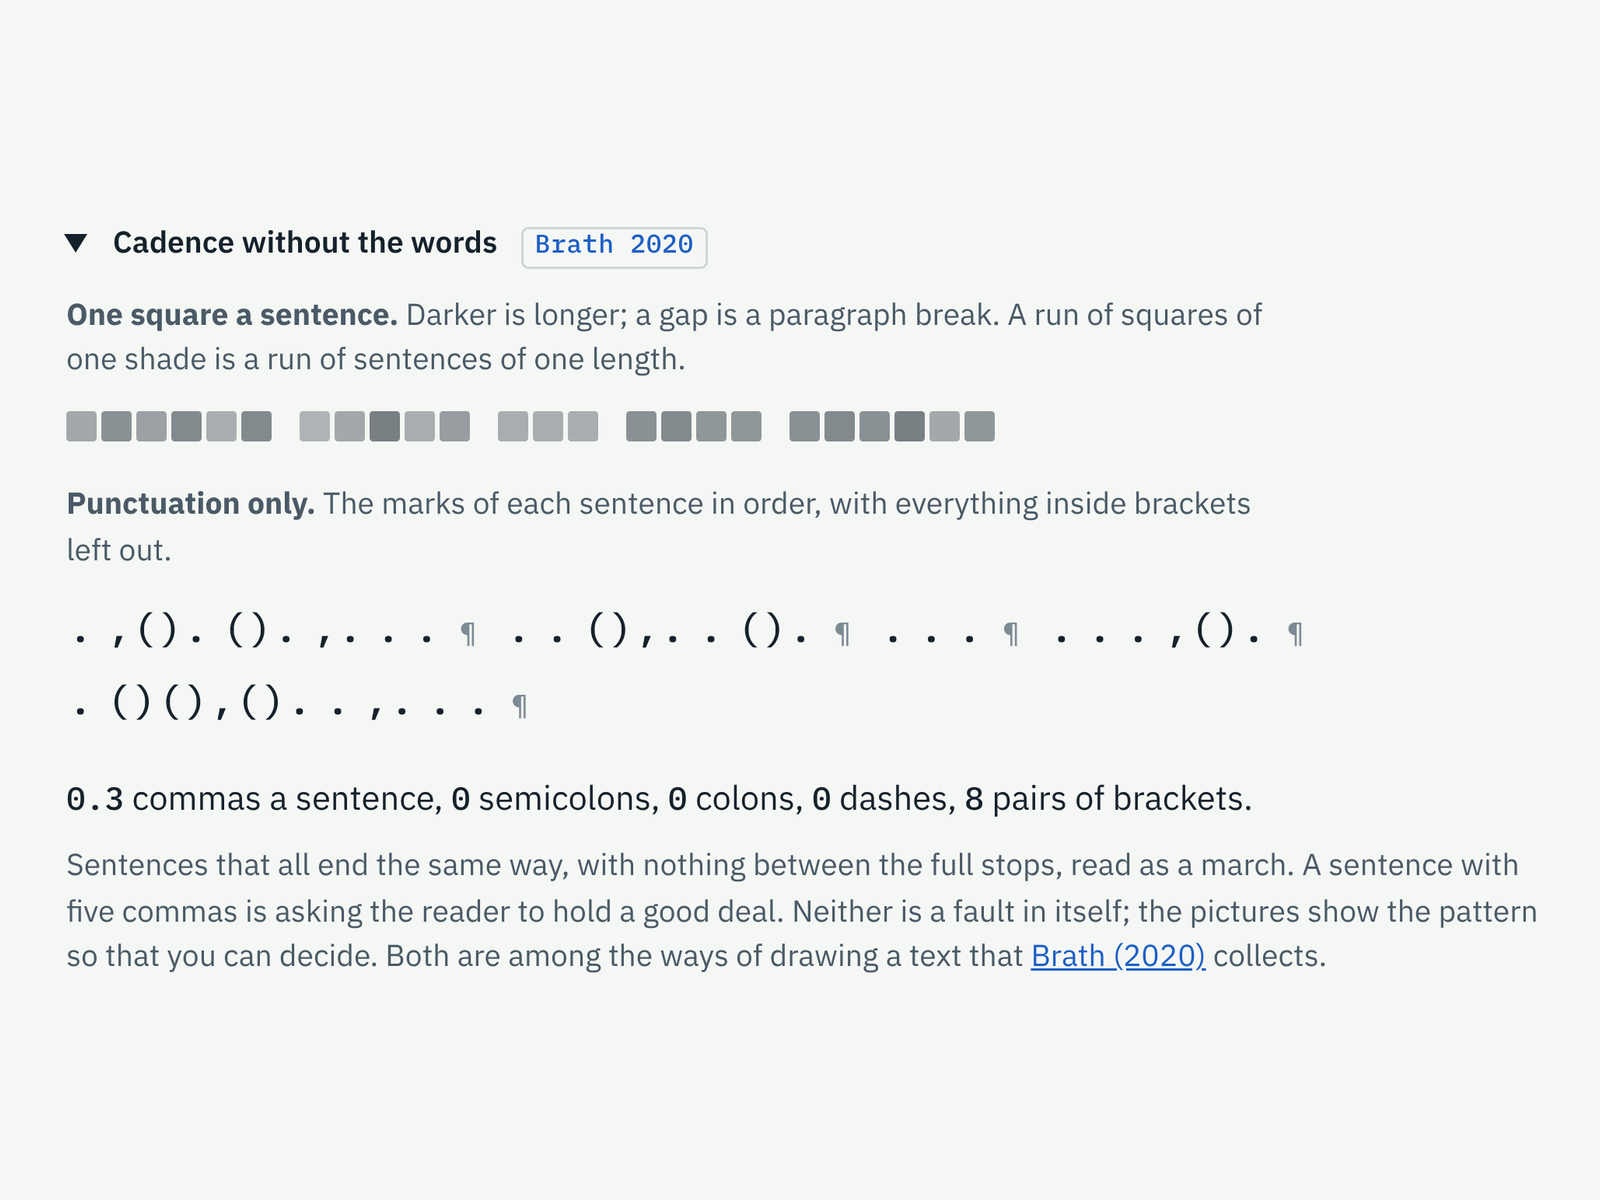 ▼ Cadence without the words Brath 2020
One square a sentence. Darker is longer; a gap is a paragraph break. A run of squares of
one shade is a run of sentences of one length.
Punctuation only. The marks of each sentence in order, with everything inside brackets
left out.
. ,(). (). ,. . . ¶ . . (),. . (). ¶ . . . ¶ . . . ,(). ¶
. ()(),(). . ,. . . ¶
0.3 commas a sentence, 0 semicolons, 0 colons, 0 dashes, 8 pairs of brackets.
Sentences that all end the same way, with nothing between the full stops, read as a march. A sentence with
five commas is asking the reader to hold a good deal. Neither is a fault in itself; the pictures show the pattern
so that you can decide. Both are among the ways of drawing a text that Brath (2020) collects.